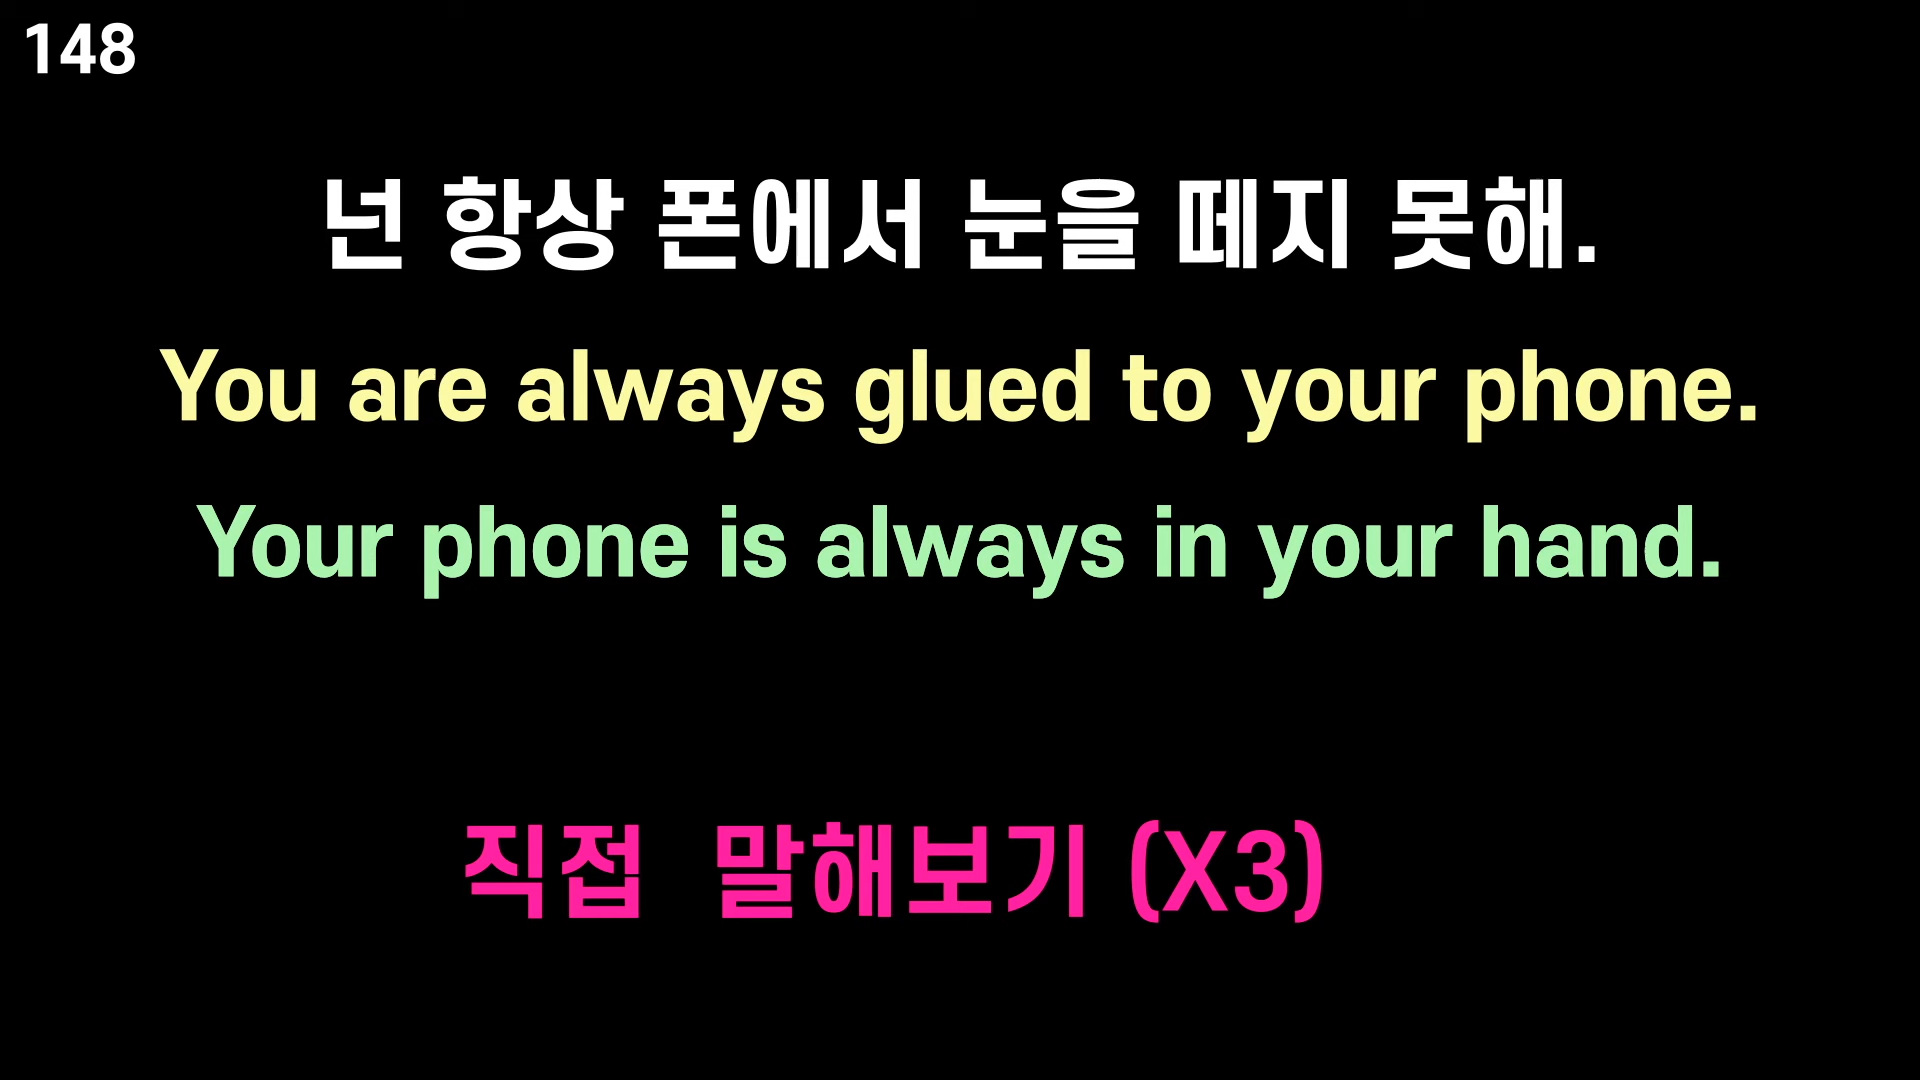 148
넌 항상 폰에서 눈을 떼지 못해.
You are always glued to your phone.
Your phone is always in your hand.
직접 말해보기 (X3)